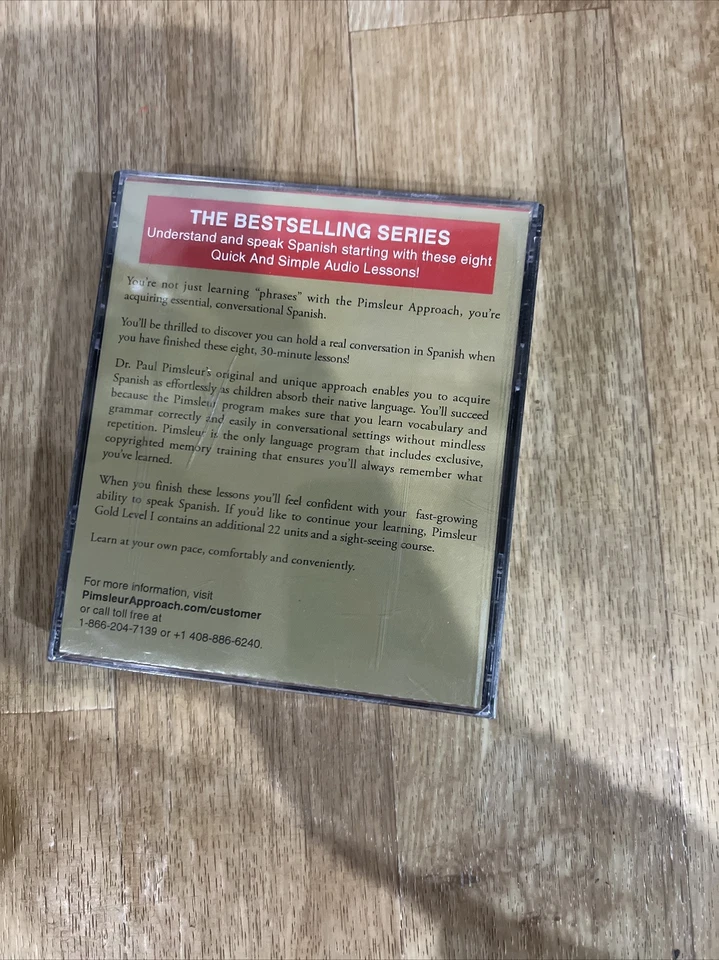 THE BESTSELLING SERIES
Understand and speak Spanish starting with these eight
Quick And Simple Audio Lessons!
You're not just learning “phrases” with the Pimsleur Approach, you're
acquiring essential, conversational Spanish.
You'll be thrilled to discover you can hold a real conversation in Spanish when
you have finished these eight, 30-minute lessons!
Dr. Paul Pimsleur's original and unique approach enables you to acquire
Spanish as effortlessly as children absorb their native language. You'll succeed
because the Pimsleur program makes sure that you learn vocabulary and
grammar correctly and easily in conversational settings without mindless
repetition. Pimsleur is the only language program that includes exclusive,
copyrighted memory training that ensures you'll always remember what
you've learned.
When you finish these lessons you'll feel confident with your fast-growing
ability to speak Spanish. If you'd like to continue your learning, Pimsleur
Gold Level I contains an additional 22 units and a sight-seeing course.
Learn at your own pace, comfortably and conveniently.
For more information, visit
PimsleurApproach.com/customer
or call toll free at
1-866-204-7139 or +1 408-886-6240.